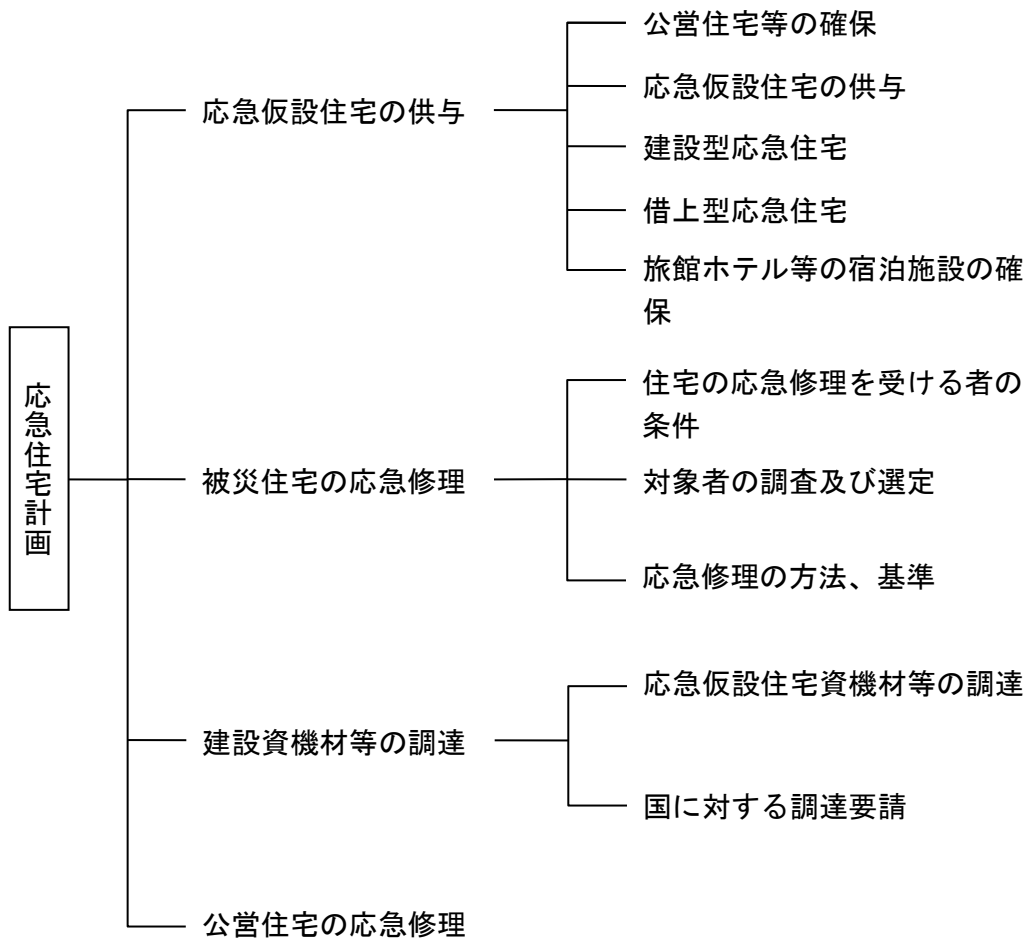 応急住宅計画
応急仮設住宅の供与
公営住宅等の確保
応急仮設住宅の供与
建設型応急住宅
借上型応急住宅
旅館ホテル等の宿泊施設の確
保
被災住宅の応急修理
住宅の応急修理を受ける者の
条件
対象者の調査及び選定
応急修理の方法、基準
建設資機材等の調達
応急仮設住宅資機材等の調達
国に対する調達要請
公営住宅の応急修理